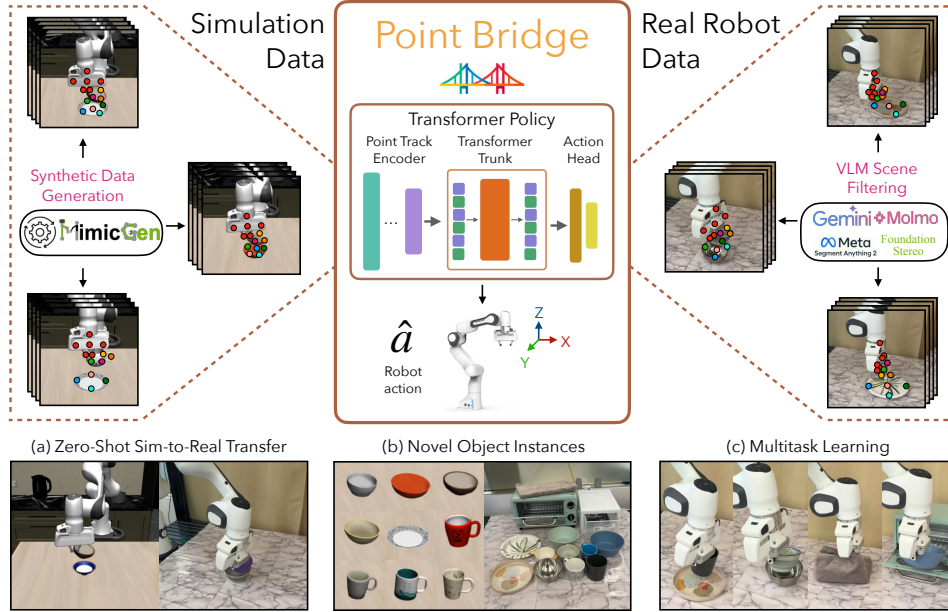 Simulation
Data
Synthetic Data
Generation
MimicGen
Point Bridge
Transformer Policy
Point Track
Encoder
Transformer
Trunk
Action
Head
...
â
Robot
action
Z
X
Y
Real Robot
Data
VLM Scene
Filtering
Gemini
Molmo
Meta
Segment Anything 2
Foundation
Stereo
(a) Zero-Shot Sim-to-Real Transfer
(b) Novel Object Instances
(c) Multitask Learning